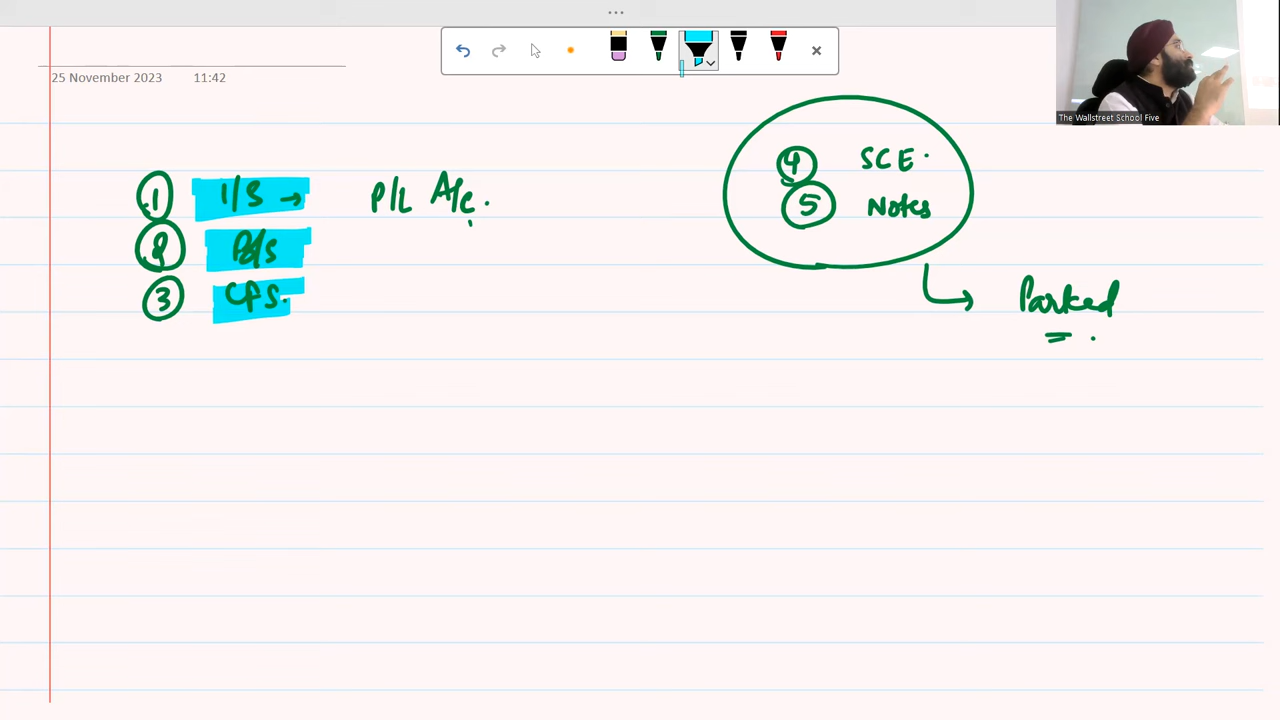 25 November 2023 11:42
The Wallstreet School Five
① I/S → P/L A/c.
② B/S
③ CFS.
④ SCE.
⑤ Notes
Parked